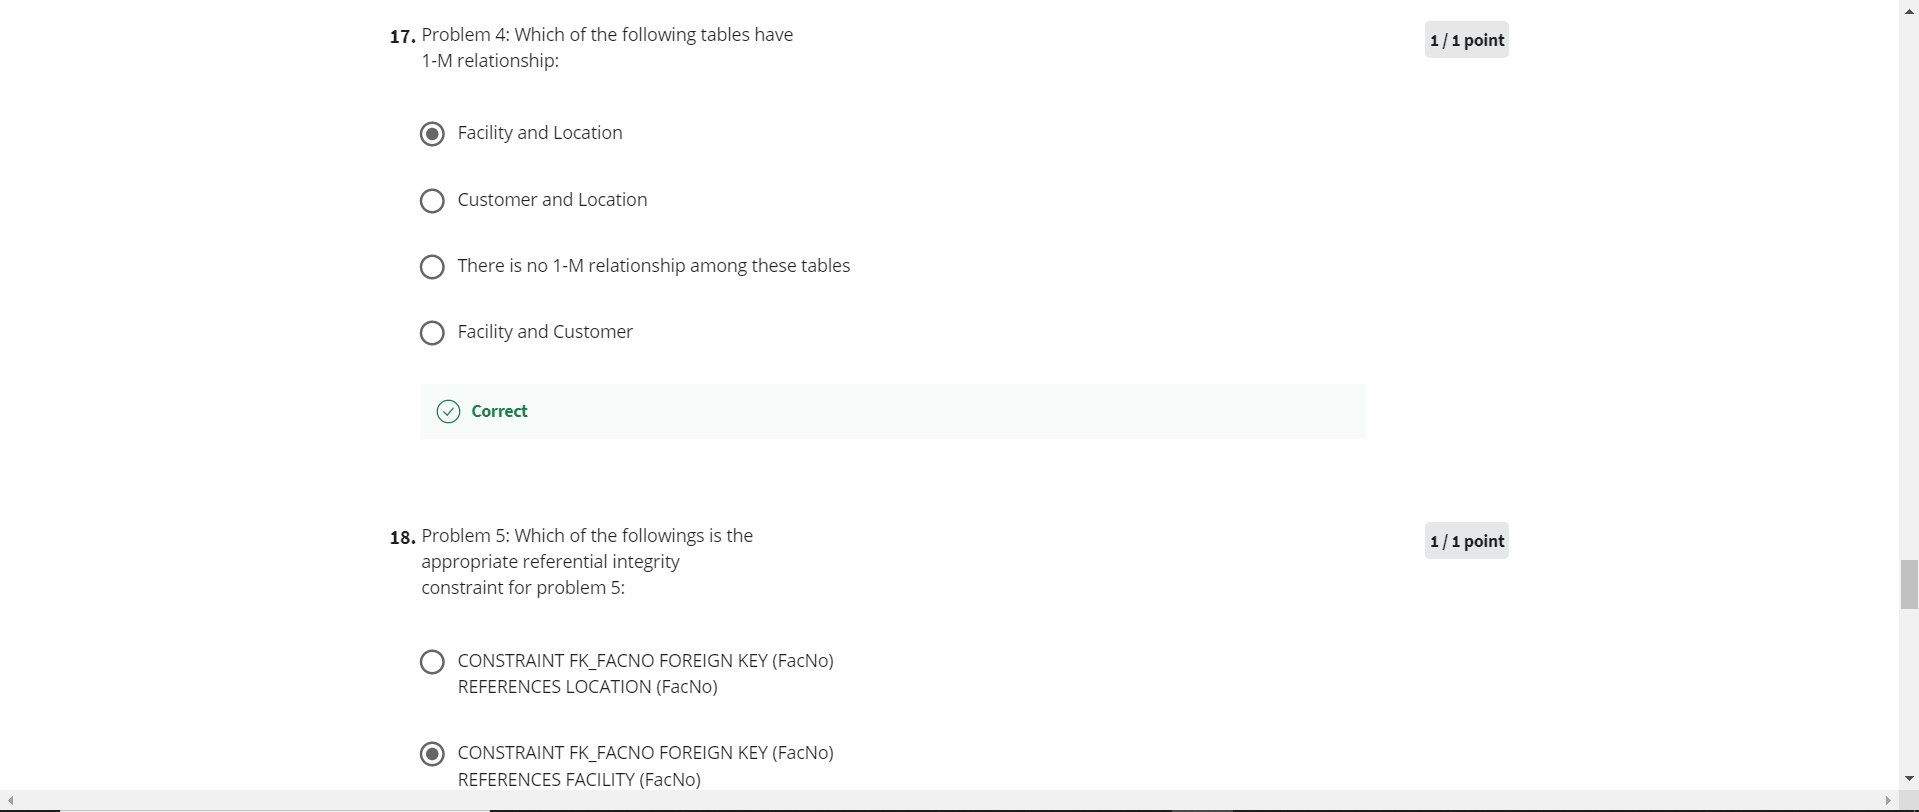 17. Problem 4: Which of the following tables have
1-M relationship:
1 / 1 point
Facility and Location
Customer and Location
There is no 1-M relationship among these tables
Facility and Customer
Correct
18. Problem 5: Which of the followings is the
appropriate referential integrity
constraint for problem 5:
1 / 1 point
CONSTRAINT FK_FACNO FOREIGN KEY (FacNo)
REFERENCES LOCATION (FacNo)
CONSTRAINT FK_FACNO FOREIGN KEY (FacNo)
REFERENCES FACILITY (FacNo)